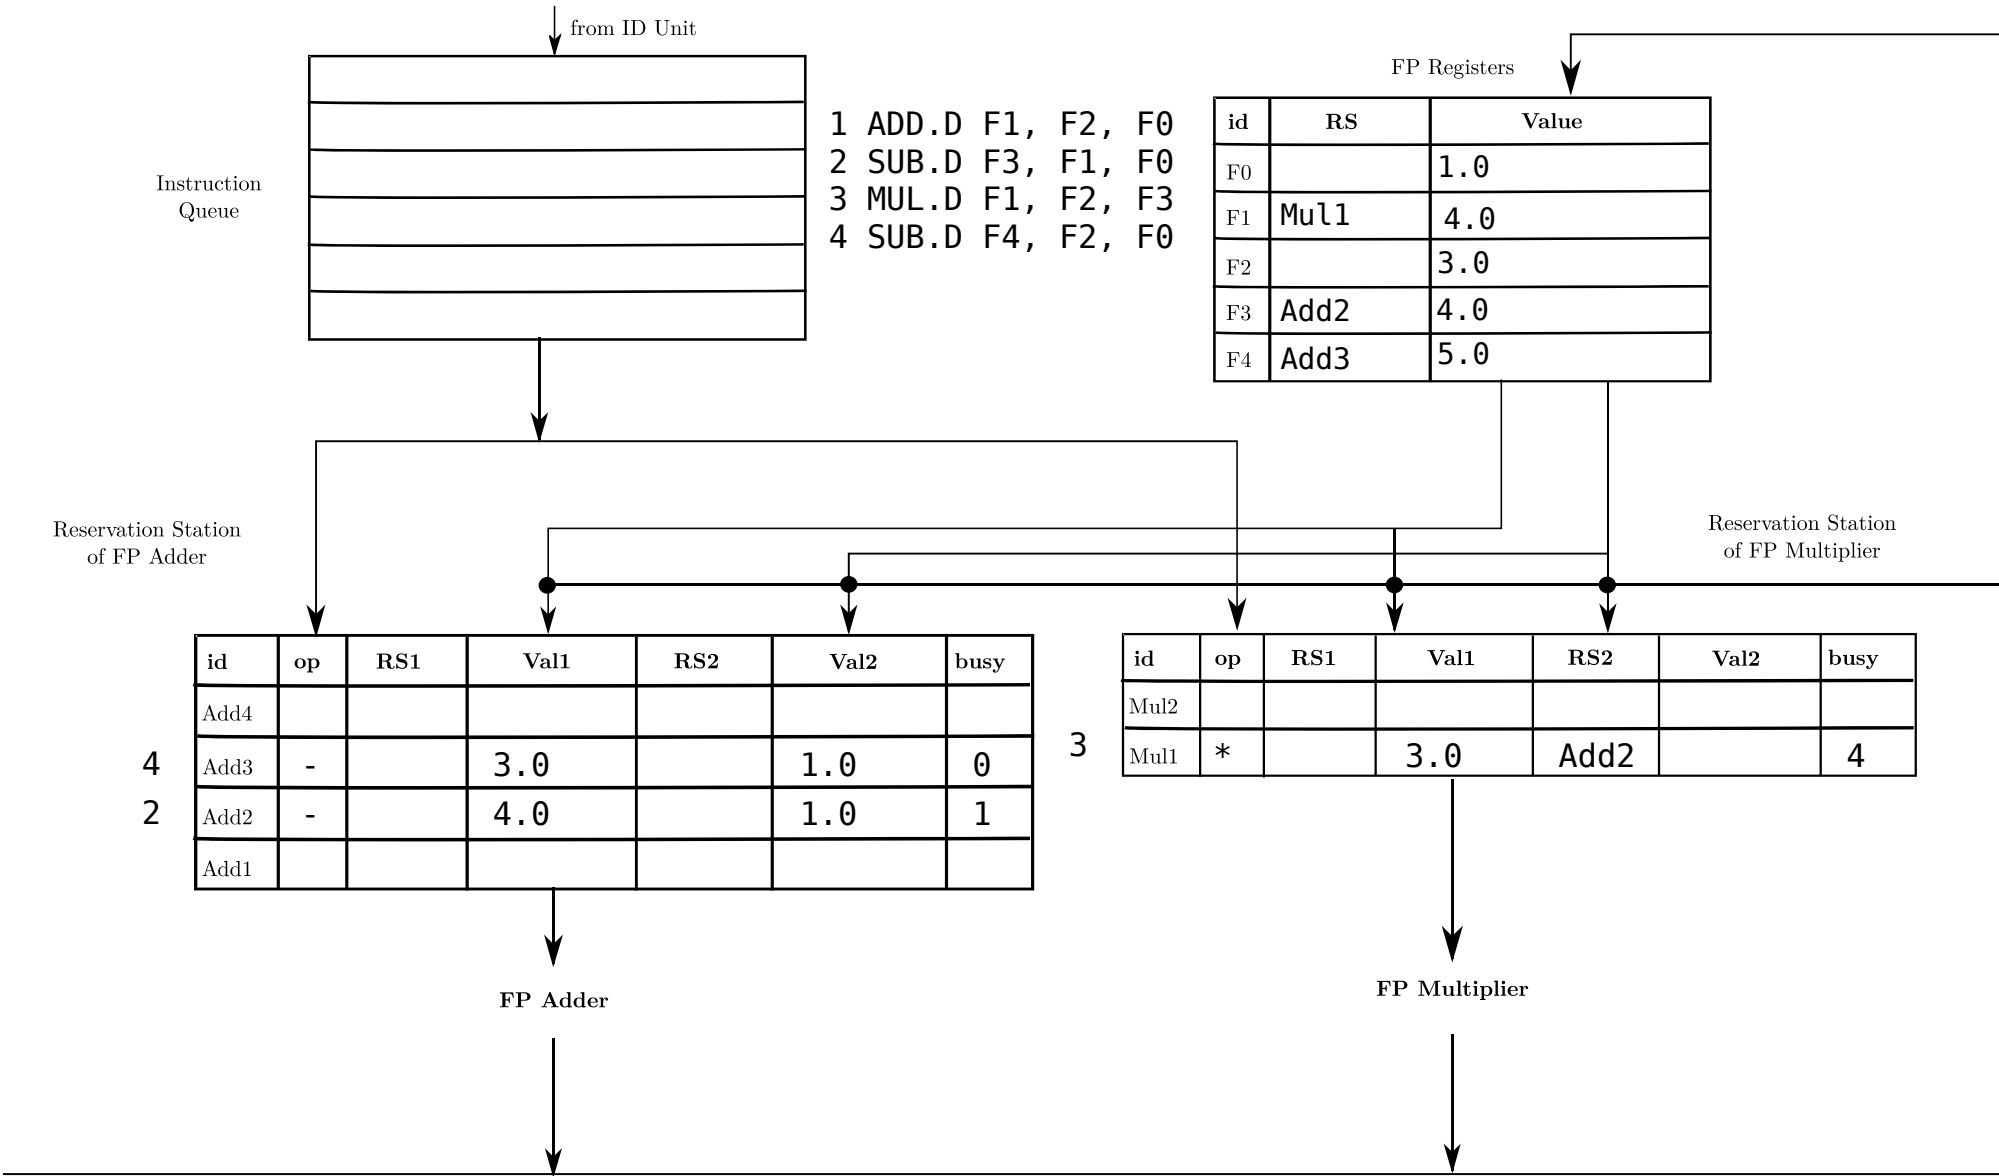 from ID Unit
FP Registers
Instruction
Queue
1 ADD.D F1, F2, F0
2 SUB.D F3, F1, F0
3 MUL.D F1, F2, F3
4 SUB.D F4, F2, F0
id RS Value
F0 1.0
F1 Mul1 4.0
F2 3.0
F3 Add2 4.0
F4 Add3 5.0
Reservation Station
of FP Adder
Reservation Station
of FP Multiplier
id op RS1 Val1 RS2 Val2 busy
Add4
4 Add3 - 3.0 1.0 0
2 Add2 - 4.0 1.0 1
Add1
id op RS1 Val1 RS2 Val2 busy
Mul2
3 Mul1 * 3.0 Add2 4
FP Adder
FP Multiplier